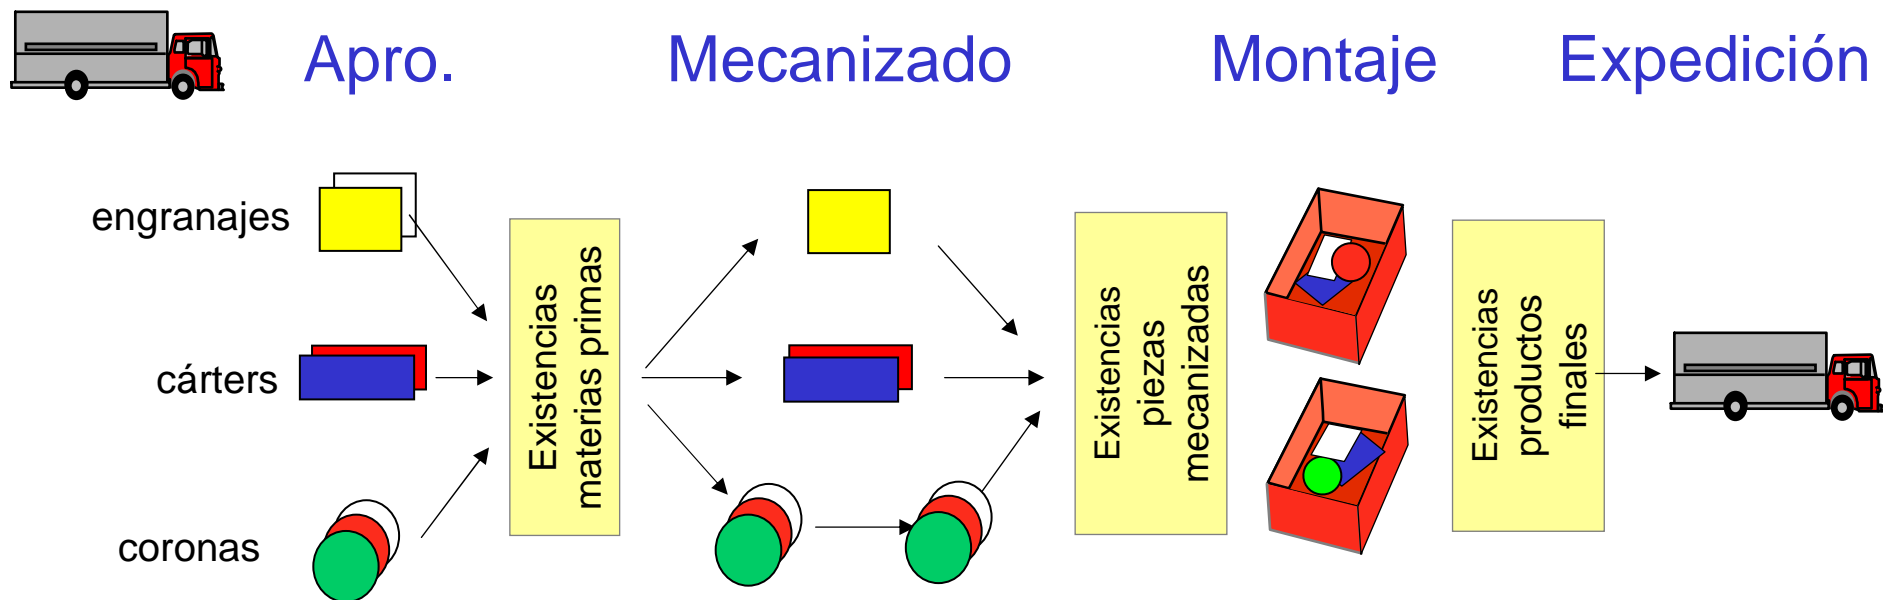 Apro.
Mecanizado
Montaje
Expedición
engranajes
cárters
coronas
Existencias
materias primas
Existencias
piezas
mecanizadas
Existencias
productos
finales